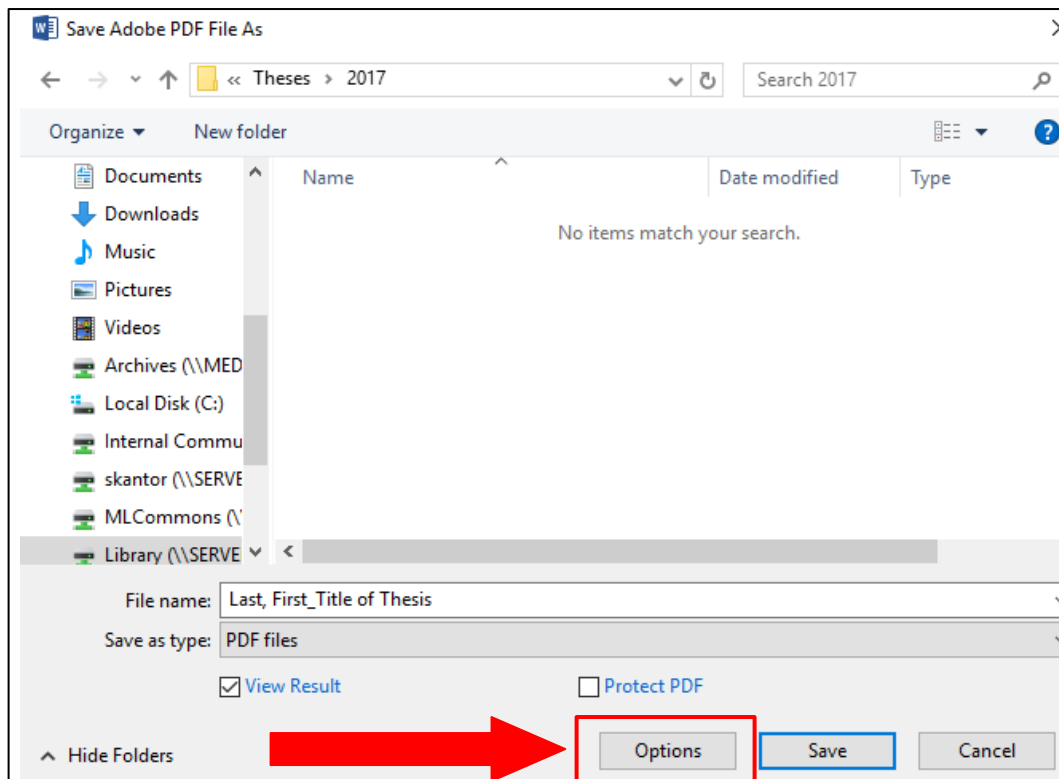 Save Adobe PDF File As
« Theses › 2017
Search 2017
Organize
New folder
?
Name
Date modified
Type
No items match your search.
Documents
Downloads
Music
Pictures
Videos
Archives (\\MED
Local Disk (C:)
Internal Commu
skantor (\\SERVE
MLCommons (\
Library (\\SERVE
File name: Last, First_Title of Thesis
Save as type: PDF files
View Result
Protect PDF
Hide Folders
Options
Save
Cancel